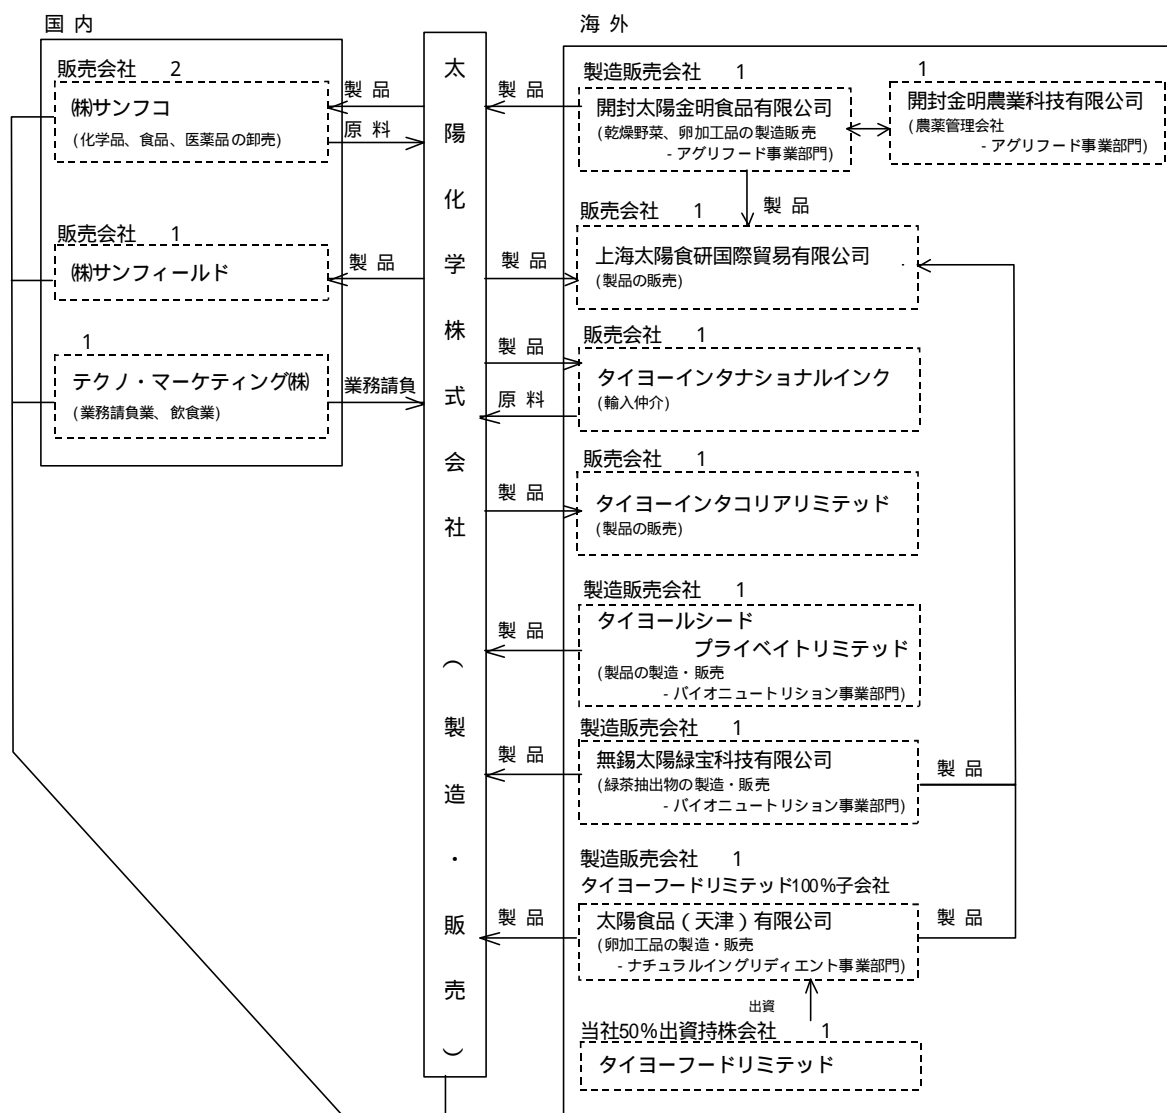 国内
販売会社 2
㈱サンフコ
(化学品、食品、医薬品の卸売)
製品
原料
販売会社 1
㈱サンフィールド
製品
1
テクノ・マーケティング㈱
(業務請負業、飲食業)
業務請負
太陽化学株式会社(製造・販売)
海外
製造販売会社 1
開封太陽金明食品有限公司
(乾燥野菜、卵加工品の製造販売
- アグリフード事業部門)
製品
1
開封金明農業科技有限公司
(農薬管理会社
- アグリフード事業部門)
製品
販売会社 1
上海太陽食研国際貿易有限公司
(製品の販売)
製品
販売会社 1
タイヨーインタナショナルインク
(輸入仲介)
製品
原料
販売会社 1
タイヨーインタコリアリミテッド
(製品の販売)
製品
製造販売会社 1
タイヨールシード
プライベイトリミテッド
(製品の製造・販売
- バイオニュートリション事業部門)
製品
製造販売会社 1
無錫太陽緑宝科技有限公司
(緑茶抽出物の製造・販売
- バイオニュートリション事業部門)
製品
製品
製造販売会社 1
タイヨーフードリミテッド100%子会社
太陽食品(天津)有限公司
(卵加工品の製造・販売
- ナチュラルイングリディエント事業部門)
製品
製品
出資
当社50%出資持株会社 1
タイヨーフードリミテッド